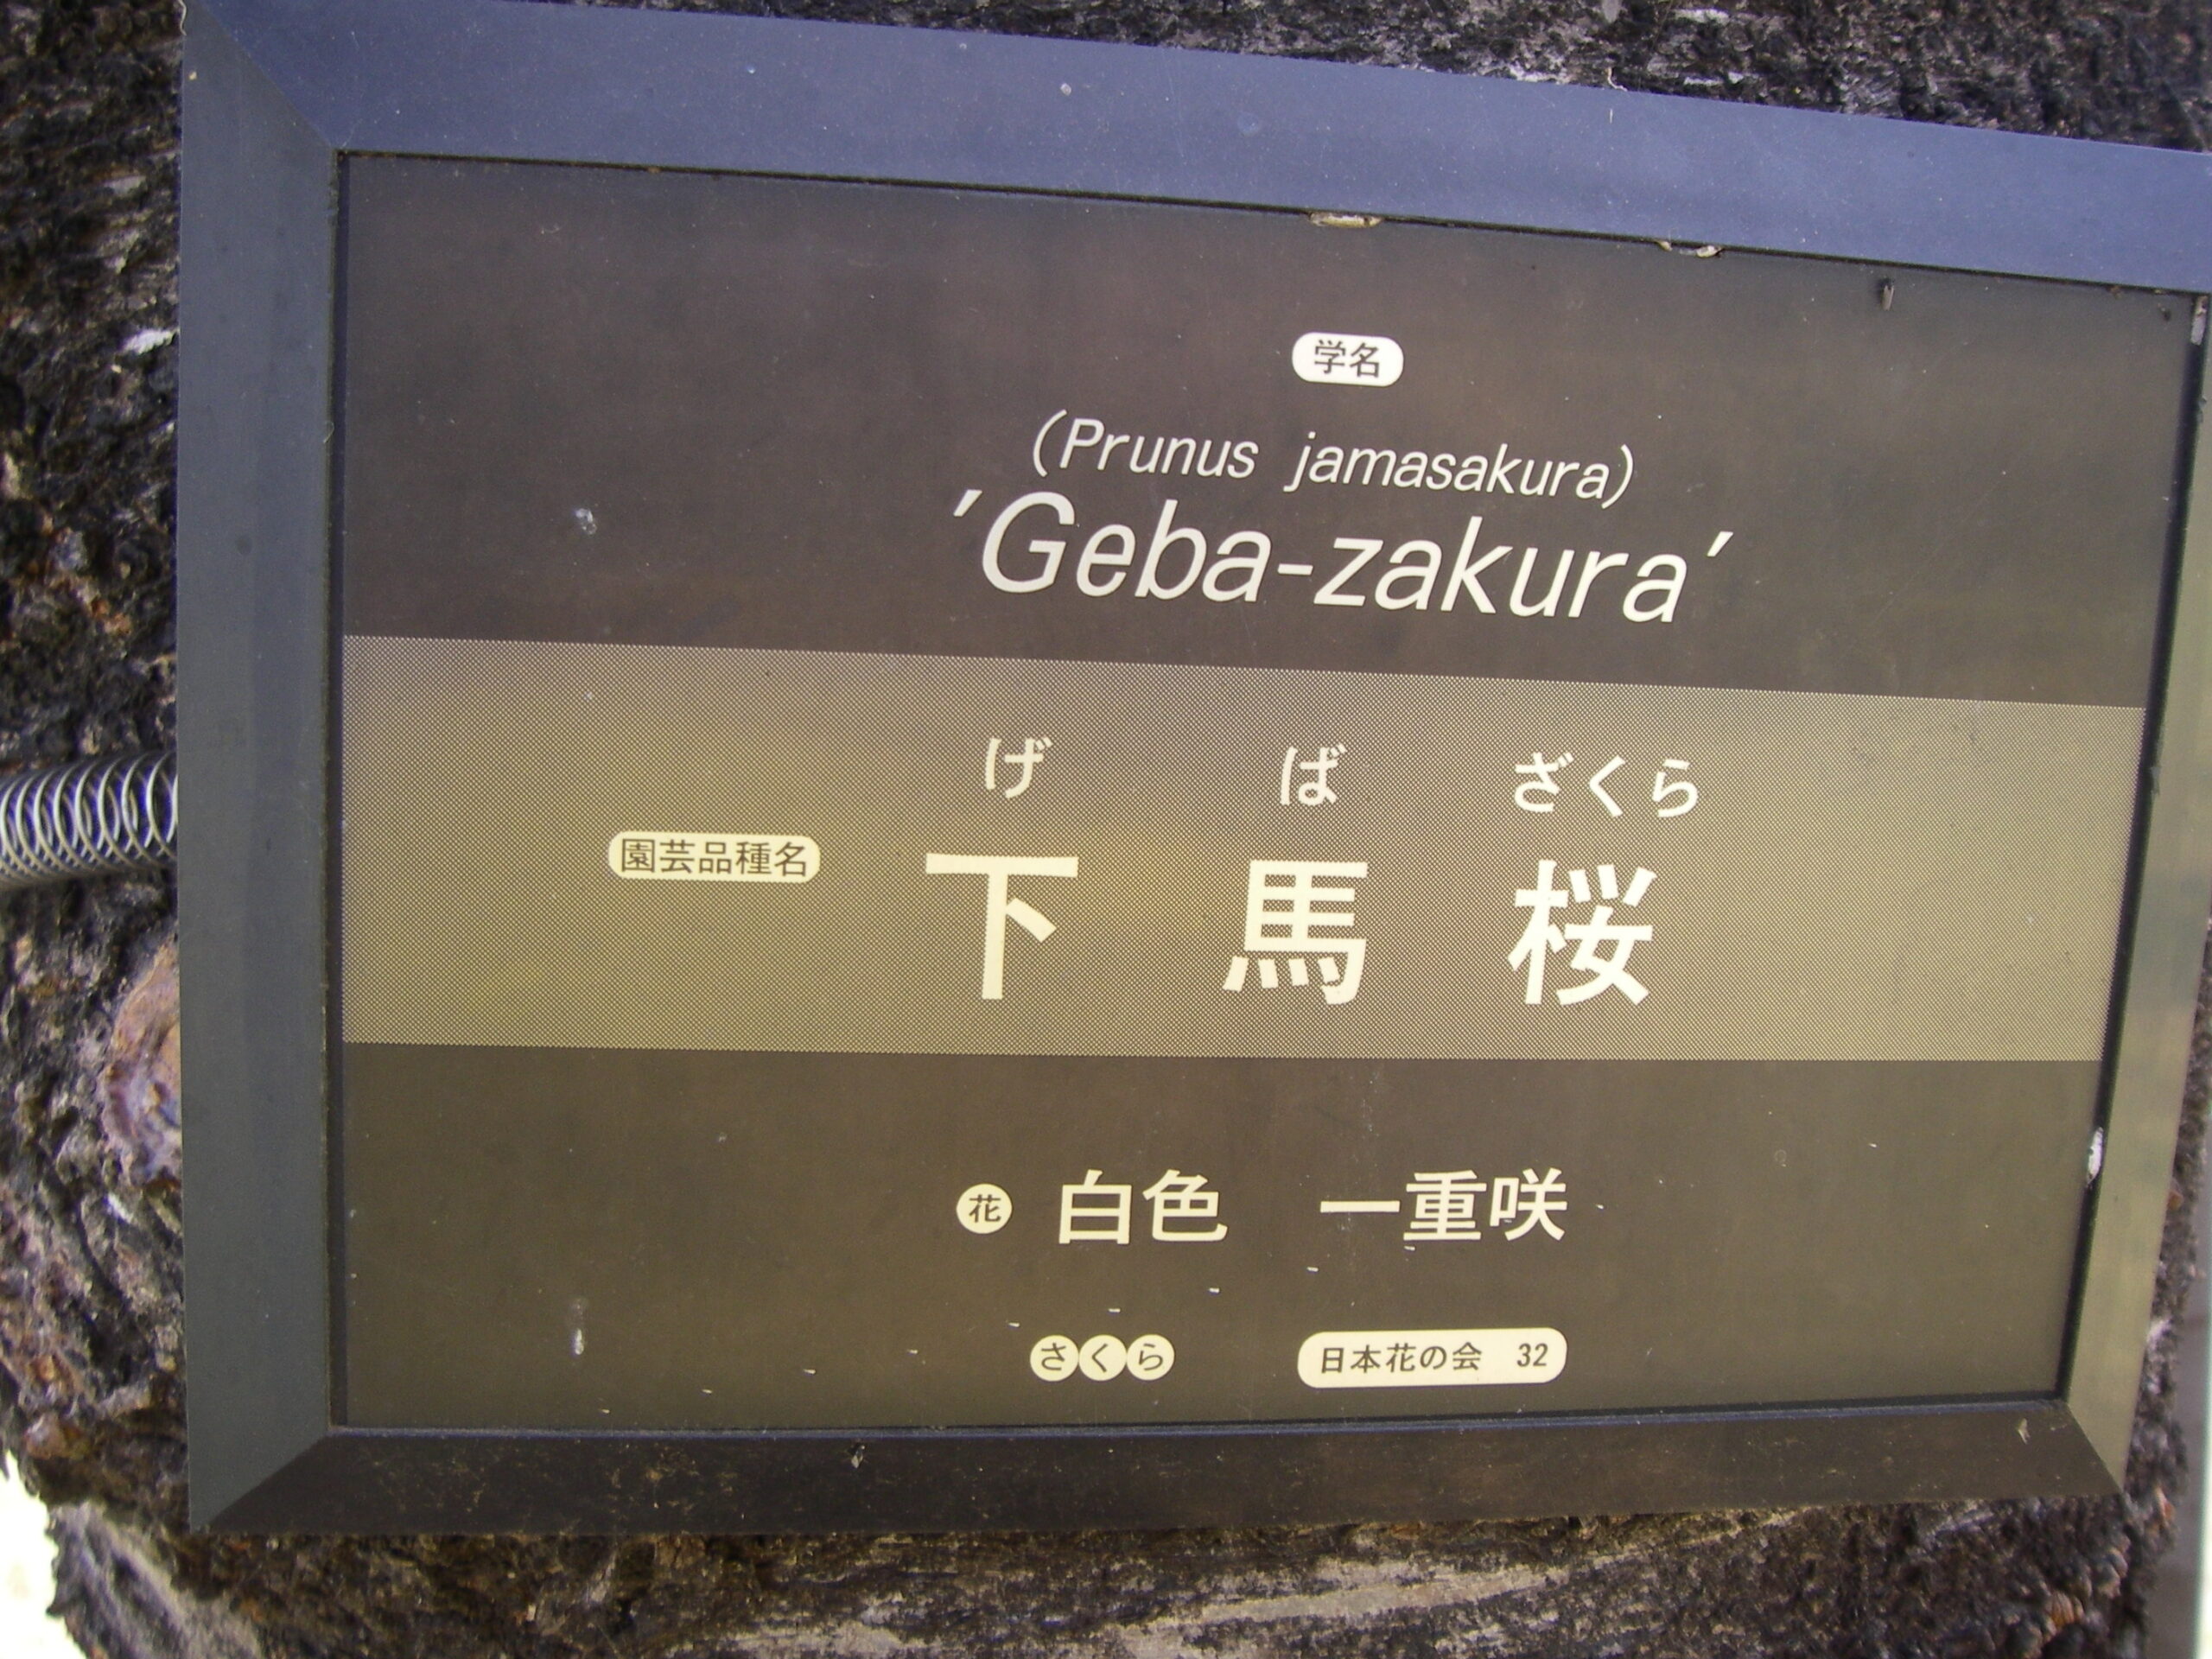 学名
(Prunus jamasakura)
'Geba-zakura'
げ ば ざくら
園芸品種名 下馬桜
花 白色 一重咲
さくら 日本花の会 32